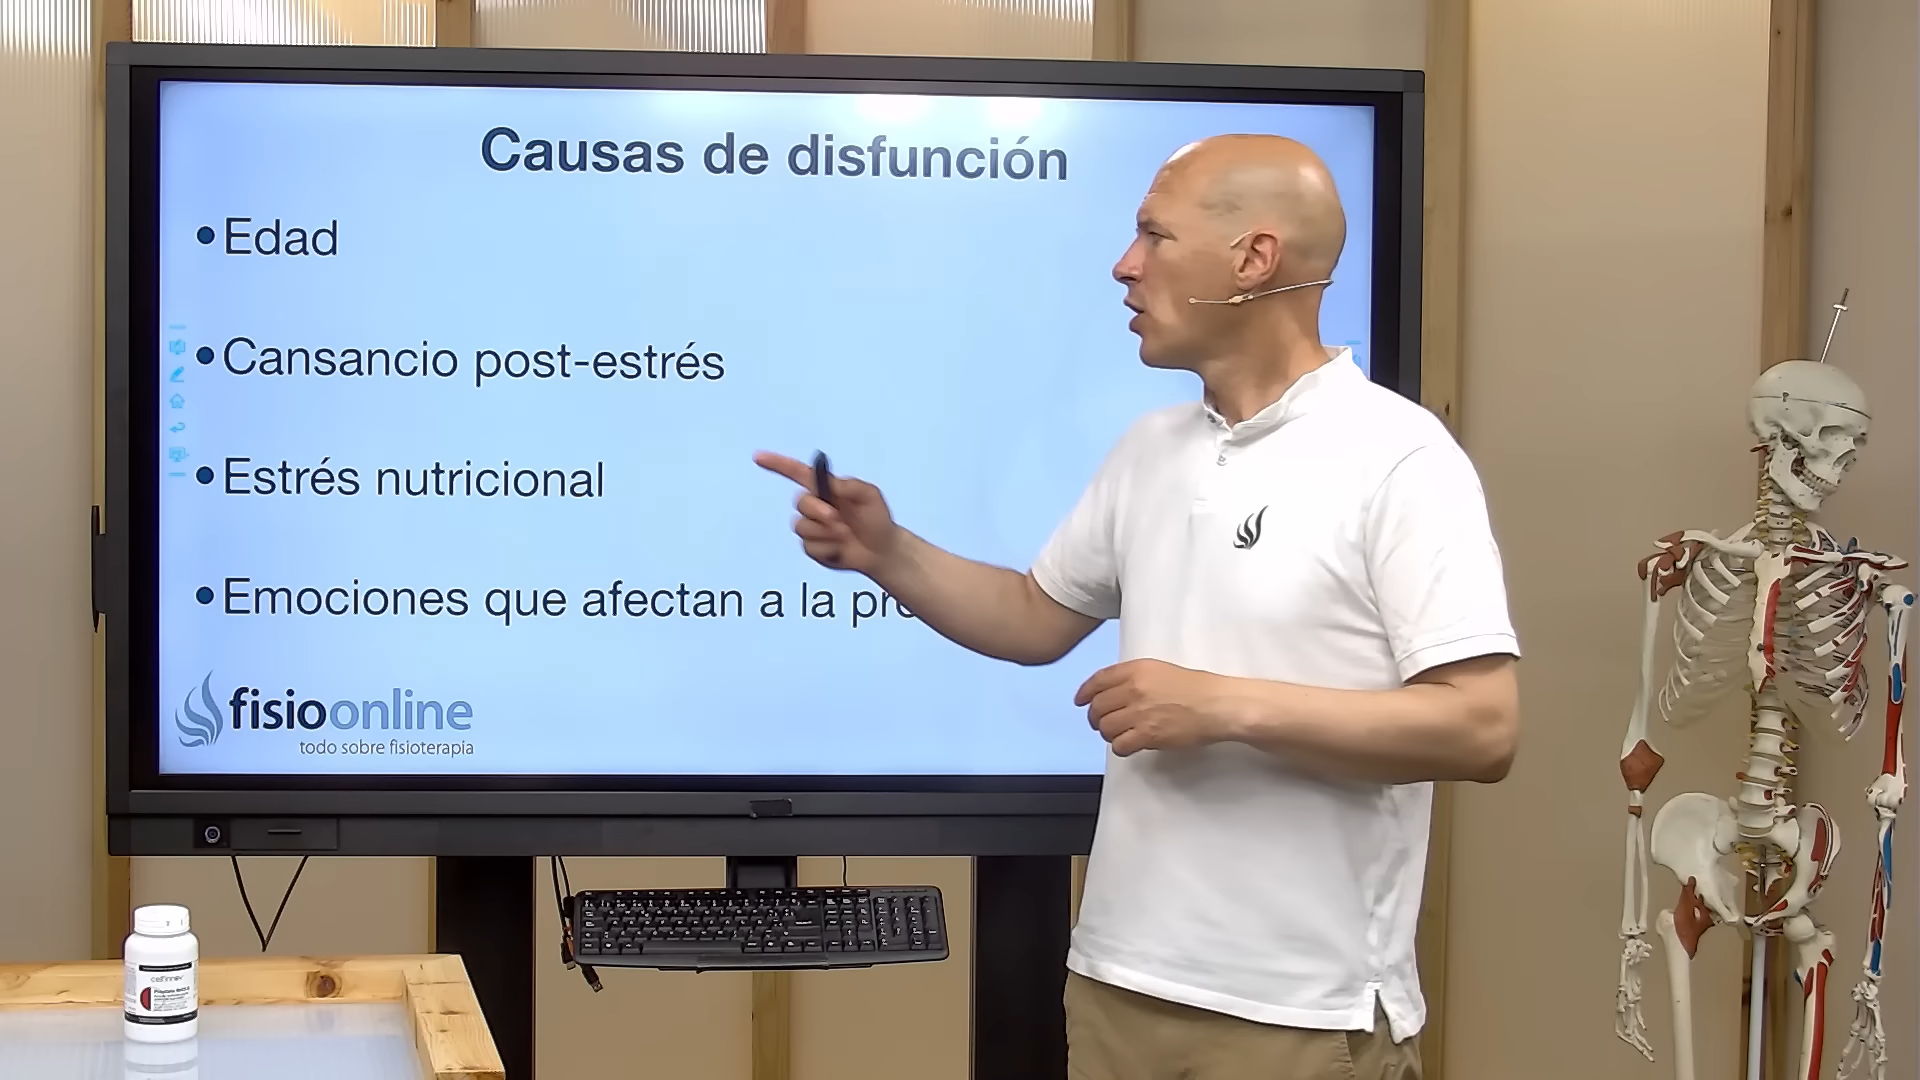 Causas de disfunción
•Edad
•Cansancio post-estrés
•Estrés nutricional
•Emociones que afectan a la
fisioonline
todo sobre fisioterapia